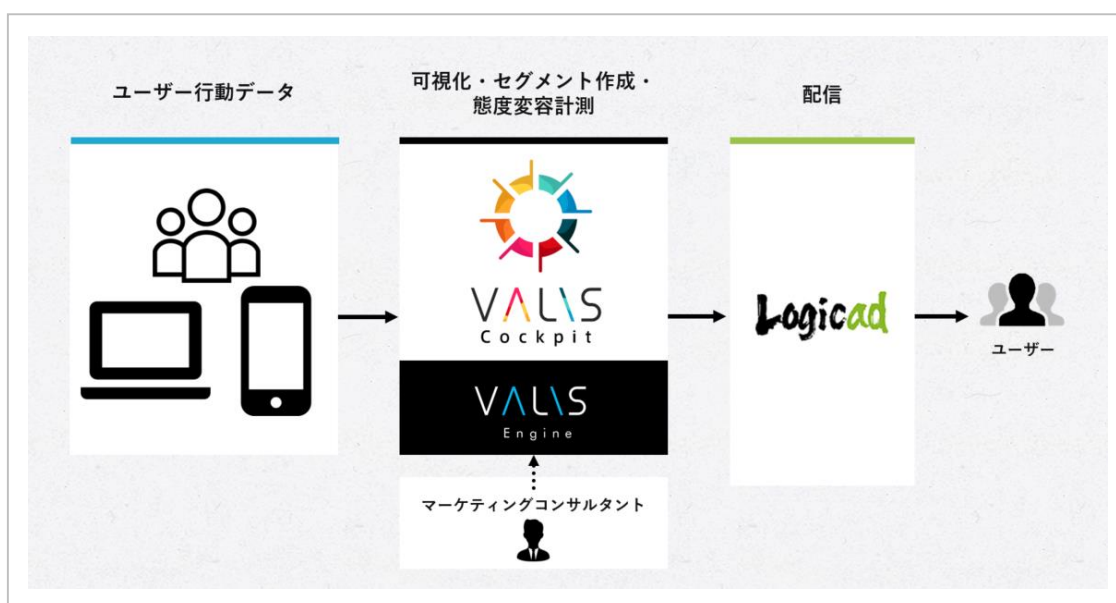 ユーザー行動データ
可視化・セグメント作成・
態度変容計測
配信
VALIS
Cockpit
VALIS
Engine
マーケティングコンサルタント
Logicad
ユーザー